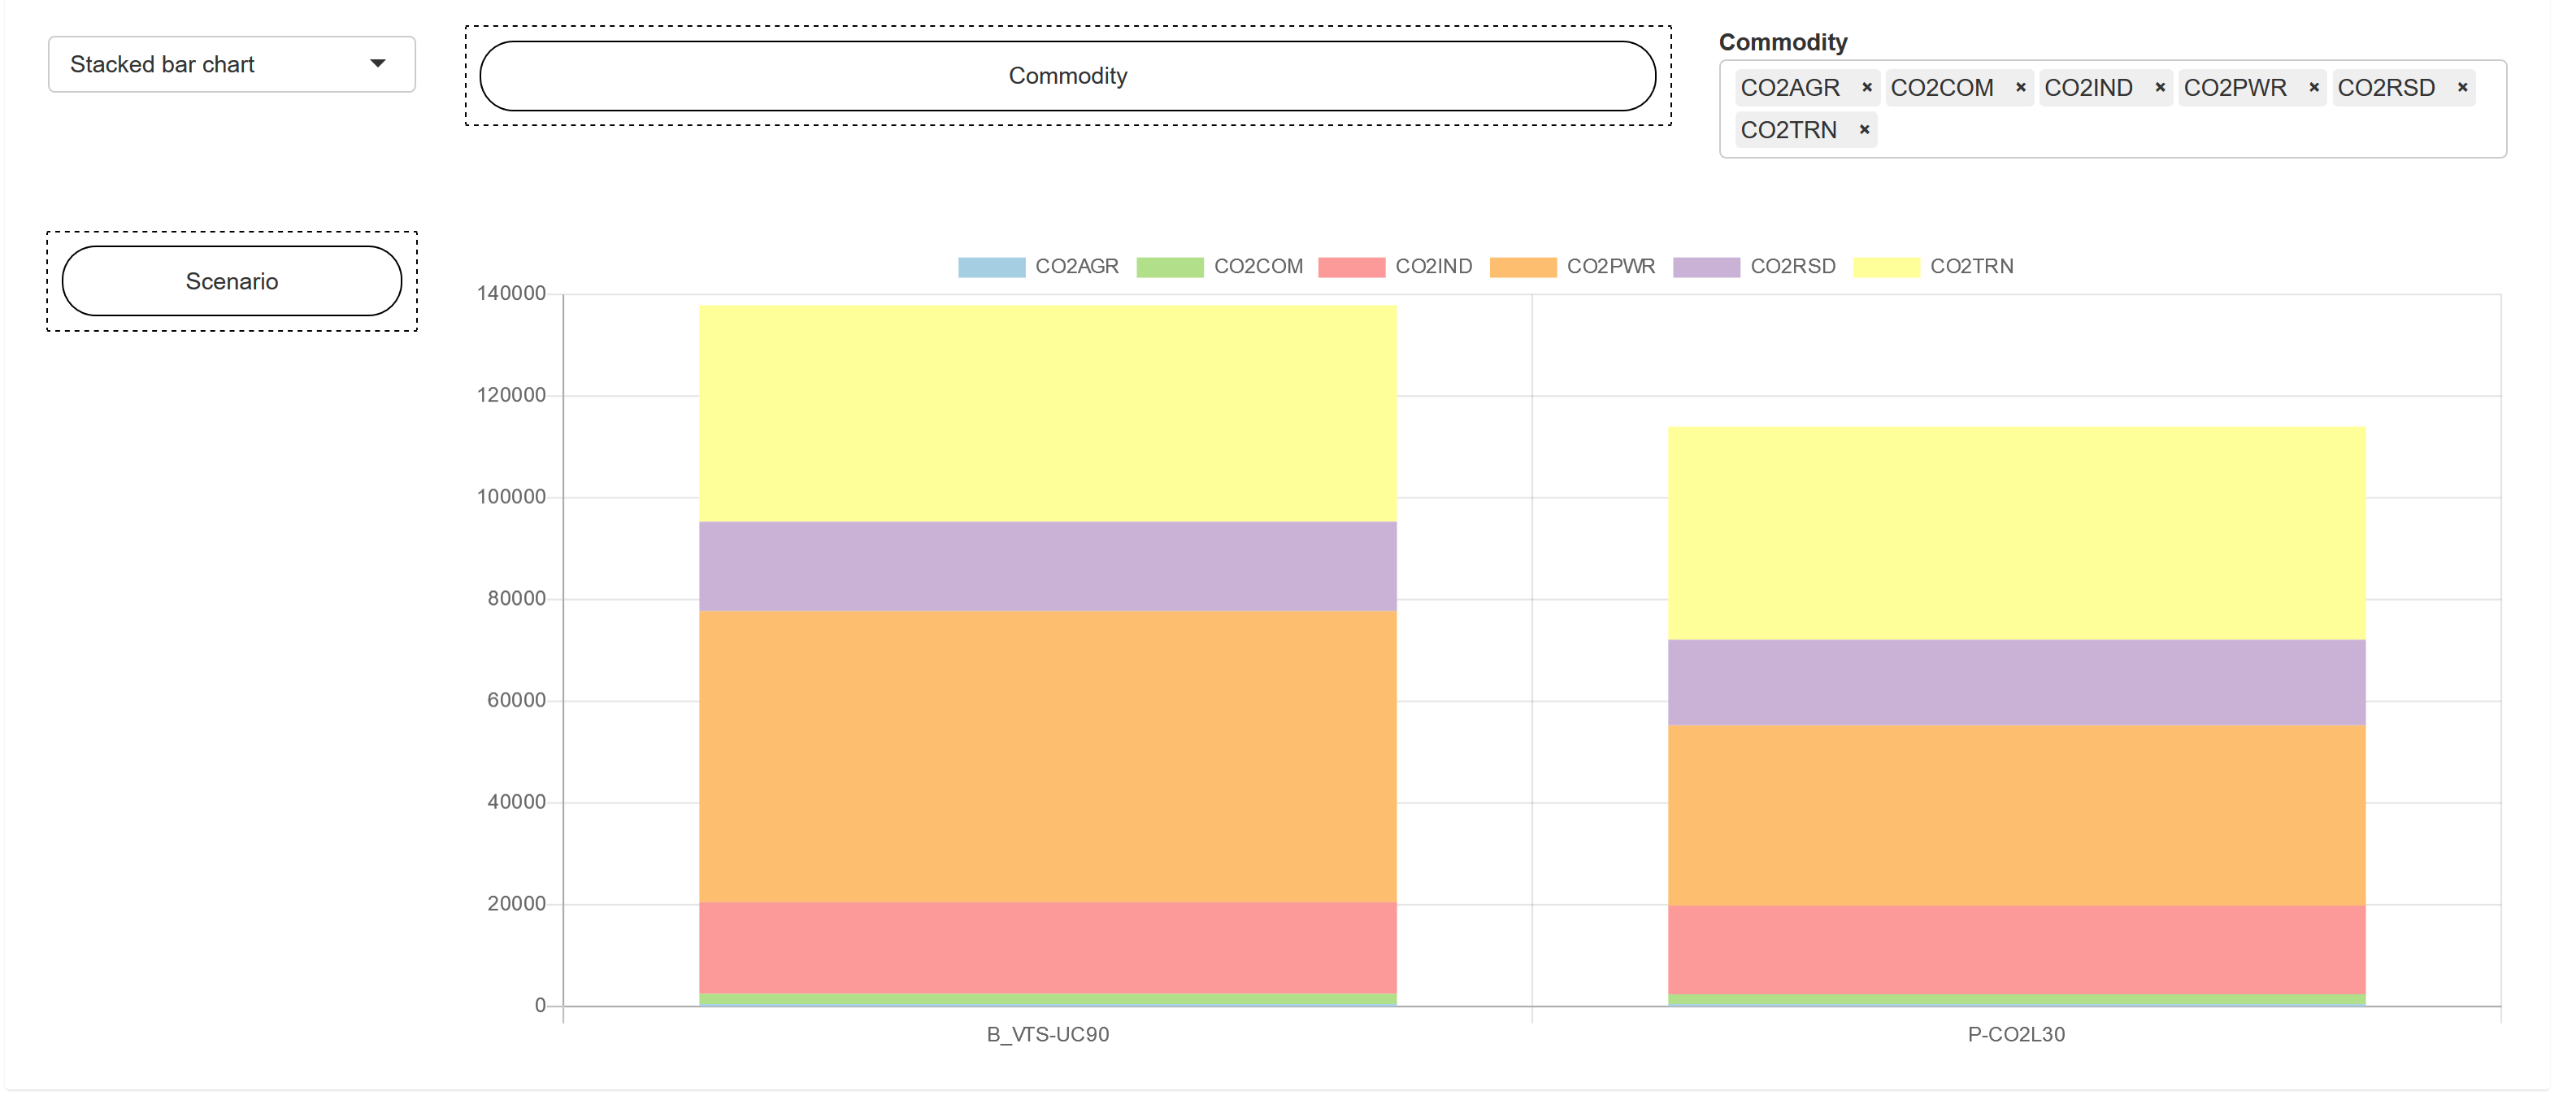 Stacked bar chart
Commodity
Commodity
CO2AGR × CO2COM × CO2IND × CO2PWR × CO2RSD ×
CO2TRN ×
Scenario
CO2AGR CO2COM CO2IND CO2PWR CO2RSD CO2TRN
140000
120000
100000
80000
60000
40000
20000
0
B_VTS-UC90 P-CO2L30